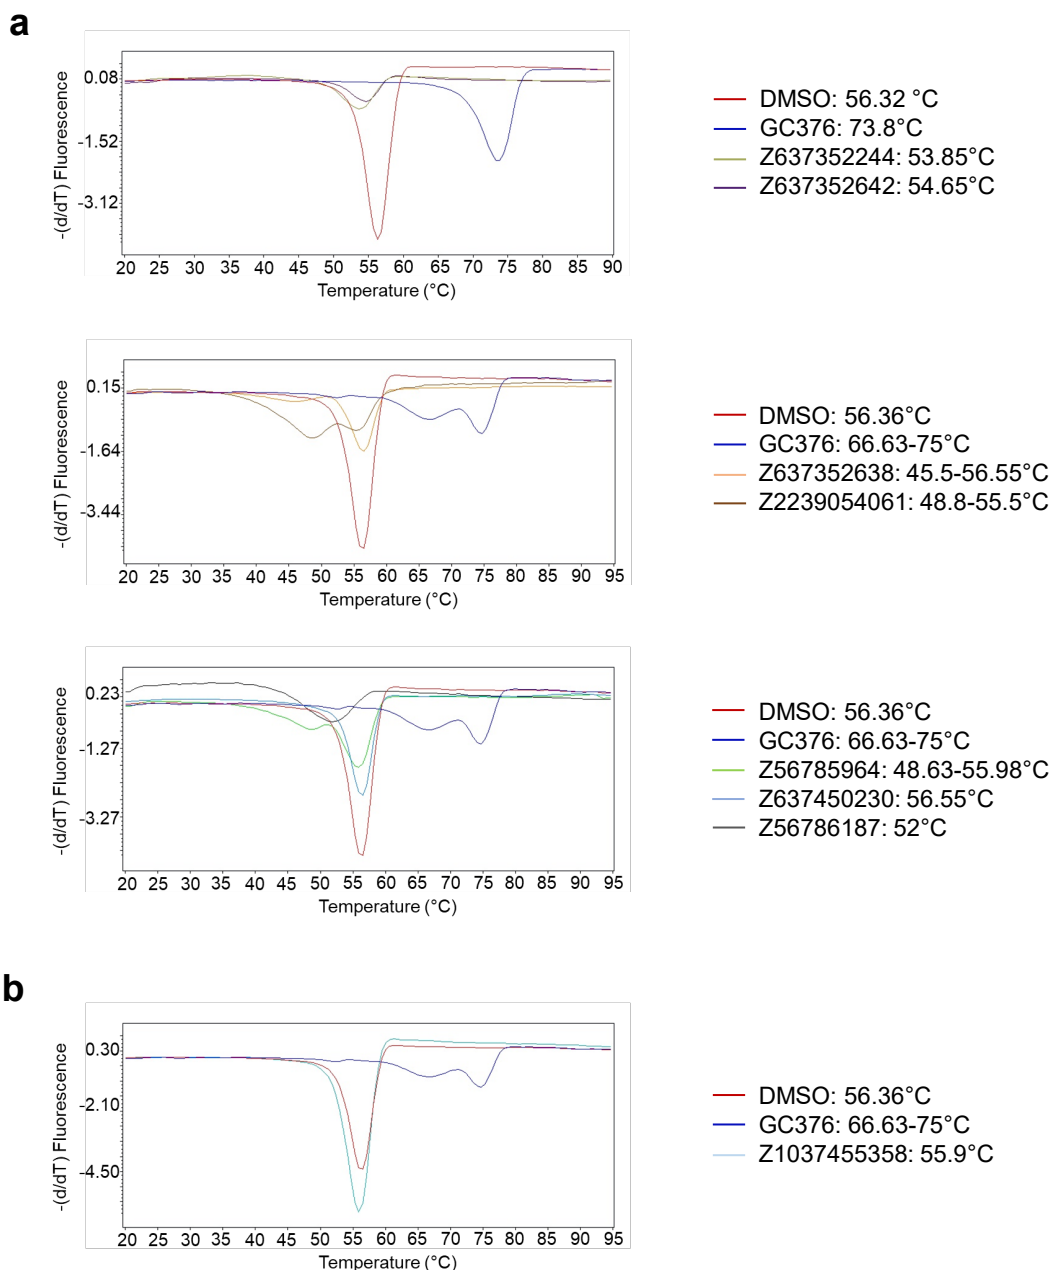 a
-(d/dT) Fluorescence
0.08
-1.52
-3.12
20 25 30 35 40 45 50 55 60 65 70 75 80 85 90
Temperature (°C)
DMSO: 56.32 °C
GC376: 73.8°C
Z637352244: 53.85°C
Z637352642: 54.65°C
-(d/dT) Fluorescence
0.15
-1.64
-3.44
20 25 30 35 40 45 50 55 60 65 70 75 80 85 90 95
Temperature (°C)
DMSO: 56.36°C
GC376: 66.63-75°C
Z637352638: 45.5-56.55°C
Z2239054061: 48.8-55.5°C
-(d/dT) Fluorescence
0.23
-1.27
-3.27
20 25 30 35 40 45 50 55 60 65 70 75 80 85 90 95
Temperature (°C)
DMSO: 56.36°C
GC376: 66.63-75°C
Z56785964: 48.63-55.98°C
Z637450230: 56.55°C
Z56786187: 52°C
b
-(d/dT) Fluorescence
0.30
-2.10
-4.50
20 25 30 35 40 45 50 55 60 65 70 75 80 85 90 95
Temperature (°C)
DMSO: 56.36°C
GC376: 66.63-75°C
Z1037455358: 55.9°C